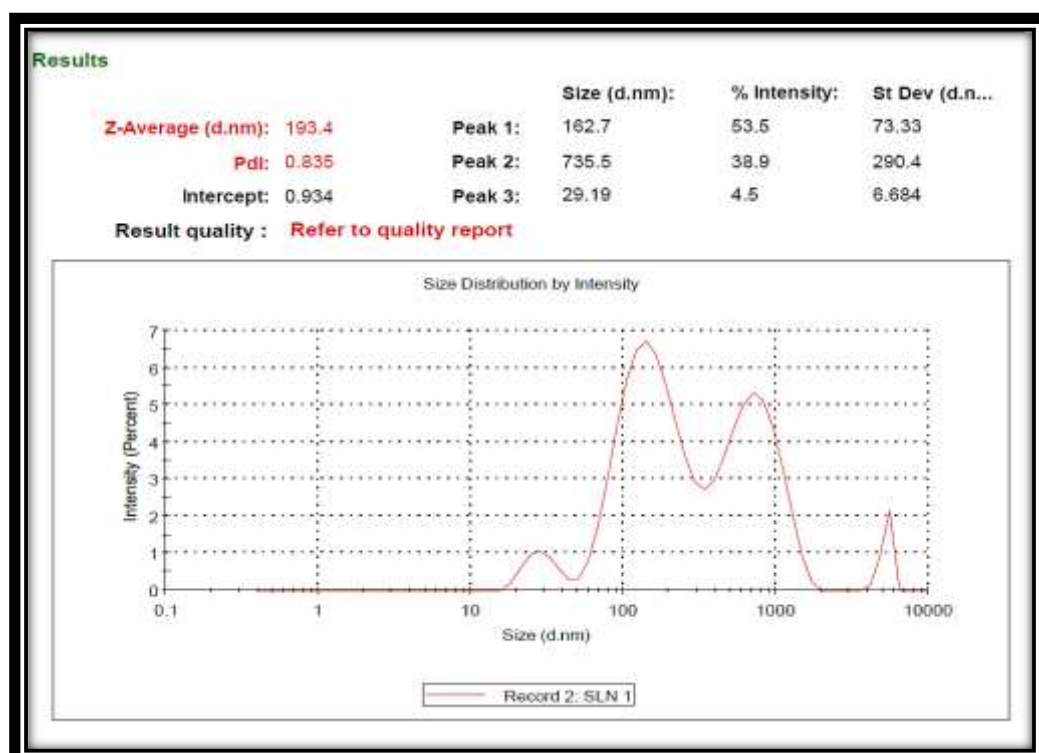 Results
Size (d.nm): % Intensity: St Dev (d.n...
Z-Average (d.nm): 193.4 Peak 1: 162.7 53.5 73.33
PdI: 0.835 Peak 2: 735.5 38.9 290.4
Intercept: 0.934 Peak 3: 29.19 4.5 6.684
Result quality : Refer to quality report
Size Distribution by Intensity
Intensity (Percent)
7
6
5
4
3
2
1
0
0.1 1 10 100 1000 10000
Size (d.nm)
Record 2: SLN 1